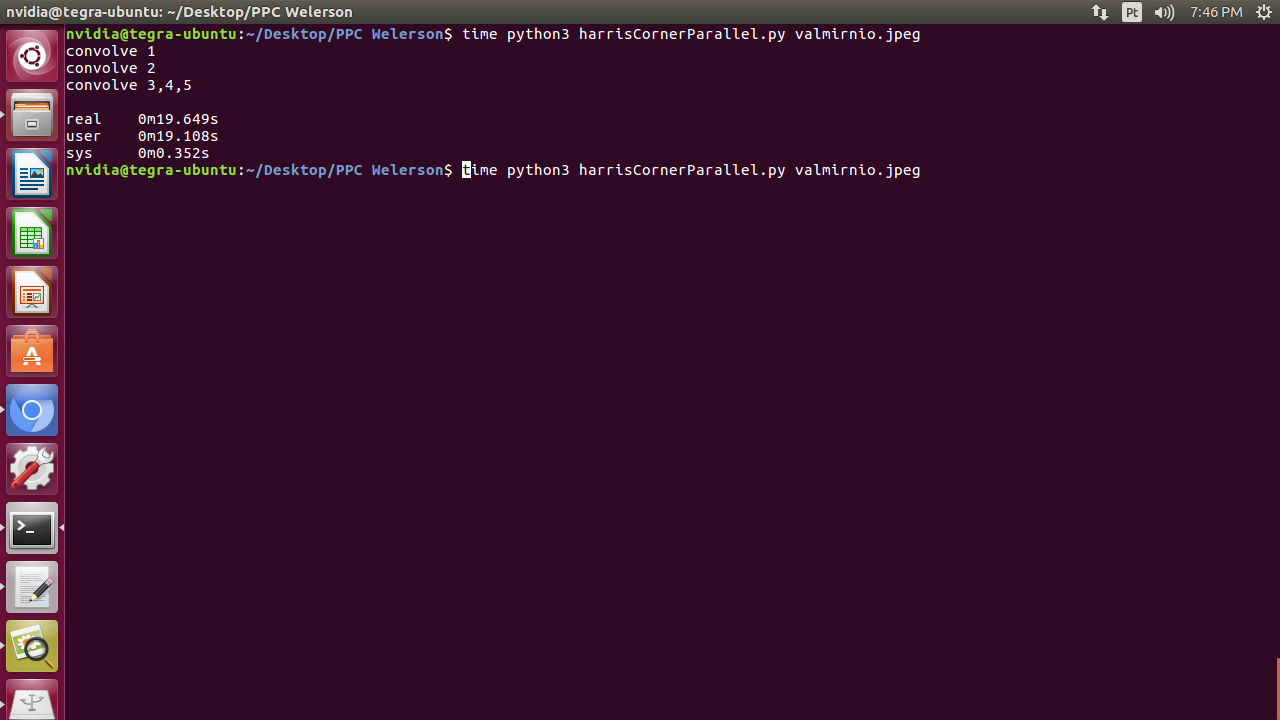 nvidia@tegra-ubuntu: ~/Desktop/PPC Welerson
Pt
7:46 PM
nvidia@tegra-ubuntu:~/Desktop/PPC Welerson$ time python3 harrisCornerParallel.py valmirnio.jpeg
convolve 1
convolve 2
convolve 3,4,5
real    0m19.649s
user    0m19.108s
sys     0m0.352s
nvidia@tegra-ubuntu:~/Desktop/PPC Welerson$ time python3 harrisCornerParallel.py valmirnio.jpeg